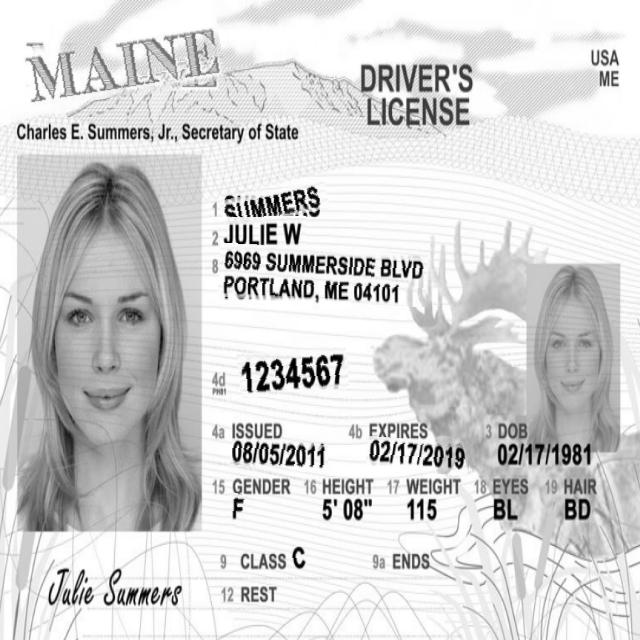 MAINE
DRIVER'S
LICENSE
USA
ME
Charles E. Summers, Jr., Secretary of State
1 SUMMERS
2 JULIE W
8 6969 SUMMERSIDE BLVD
PORTLAND, ME 04101
4d 1234567
4a ISSUED 4b EXPIRES 3 DOB
08/05/2011 02/17/2019 02/17/1981
15 GENDER 16 HEIGHT 17 WEIGHT 18 EYES 19 HAIR
F 5' 08" 115 BL BD
9 CLASS C 9a ENDS
12 REST
Julie Summers